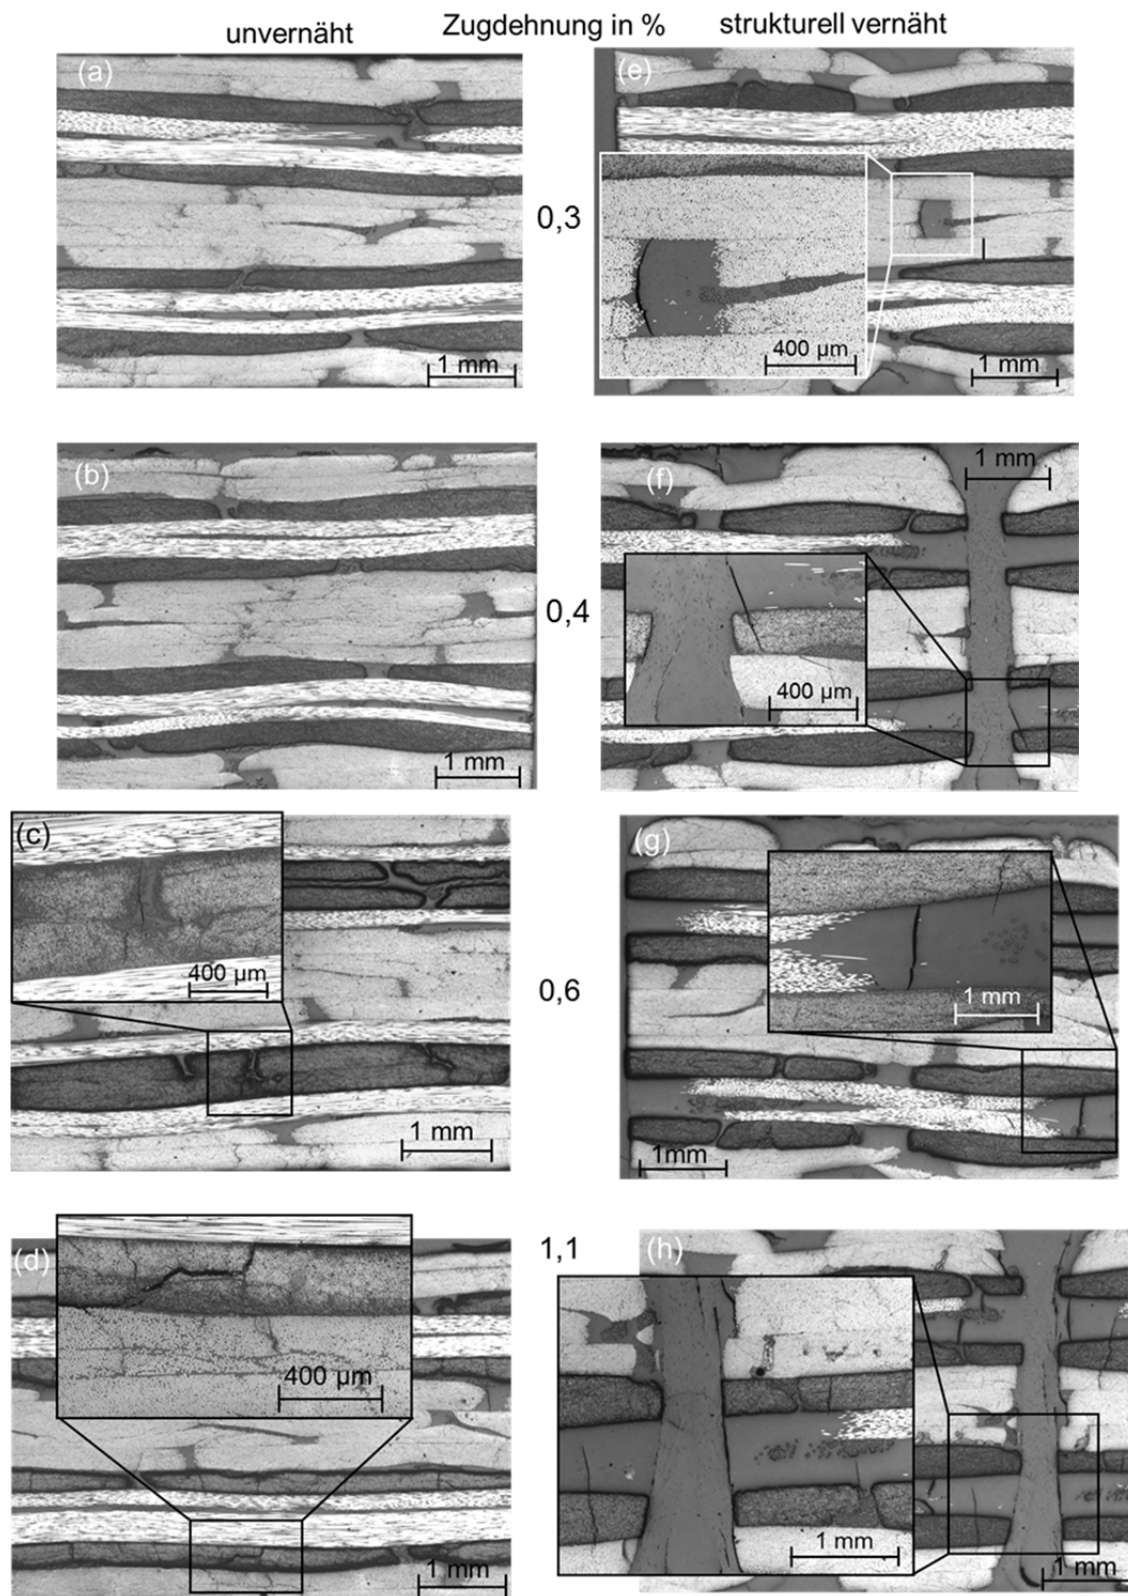 unvernäht Zugdehnung in % strukturell vernäht
(a) (e)
0,3
1 mm 400 µm 1 mm
(b) (f) 1 mm
0,4
400 µm
1 mm
(c) (g)
400 µm
0,6
1 mm
1 mm 1mm
(d) 1,1 (h)
400 µm
1 mm
1 mm 1 mm